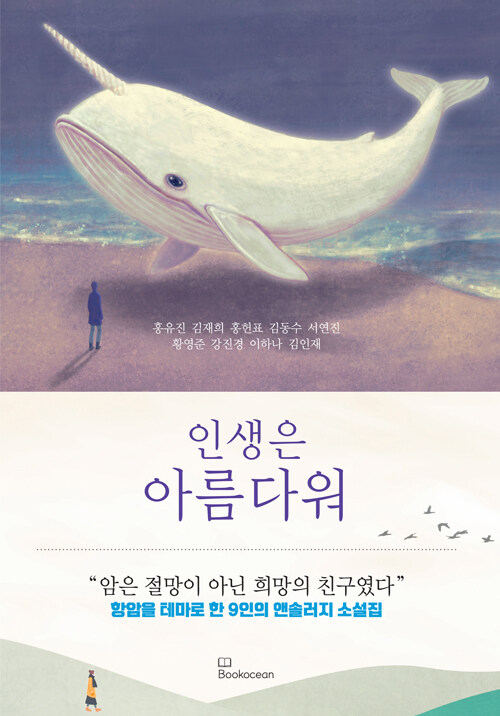 홍유진 김재희 홍헌표 김동수 서연진
황영준 강진경 이하나 김인재
인생은
아름다워
“암은 절망이 아닌 희망의 친구였다”
항암을 테마로 한 9인의 앤솔러지 소설집
Bookocean